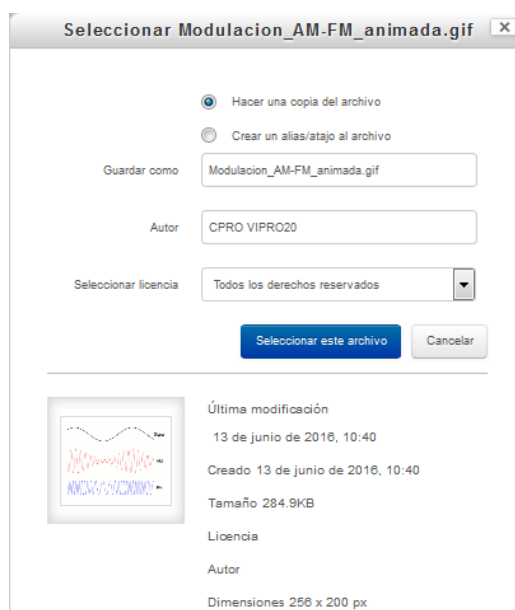 Seleccionar Modulacion_AM-FM_animada.gif
Hacer una copia del archivo
Crear un alias/atajo al archivo
Guardar como Modulacion_AM-FM_animada.gif
Autor CPRO VIPRO20
Seleccionar licencia Todos los derechos reservados
Seleccionar este archivo Cancelar
Última modificación
13 de junio de 2016, 10:40
Creado 13 de junio de 2016, 10:40
Tamaño 284.9KB
Licencia
Autor
Dimensiones 256 x 200 px